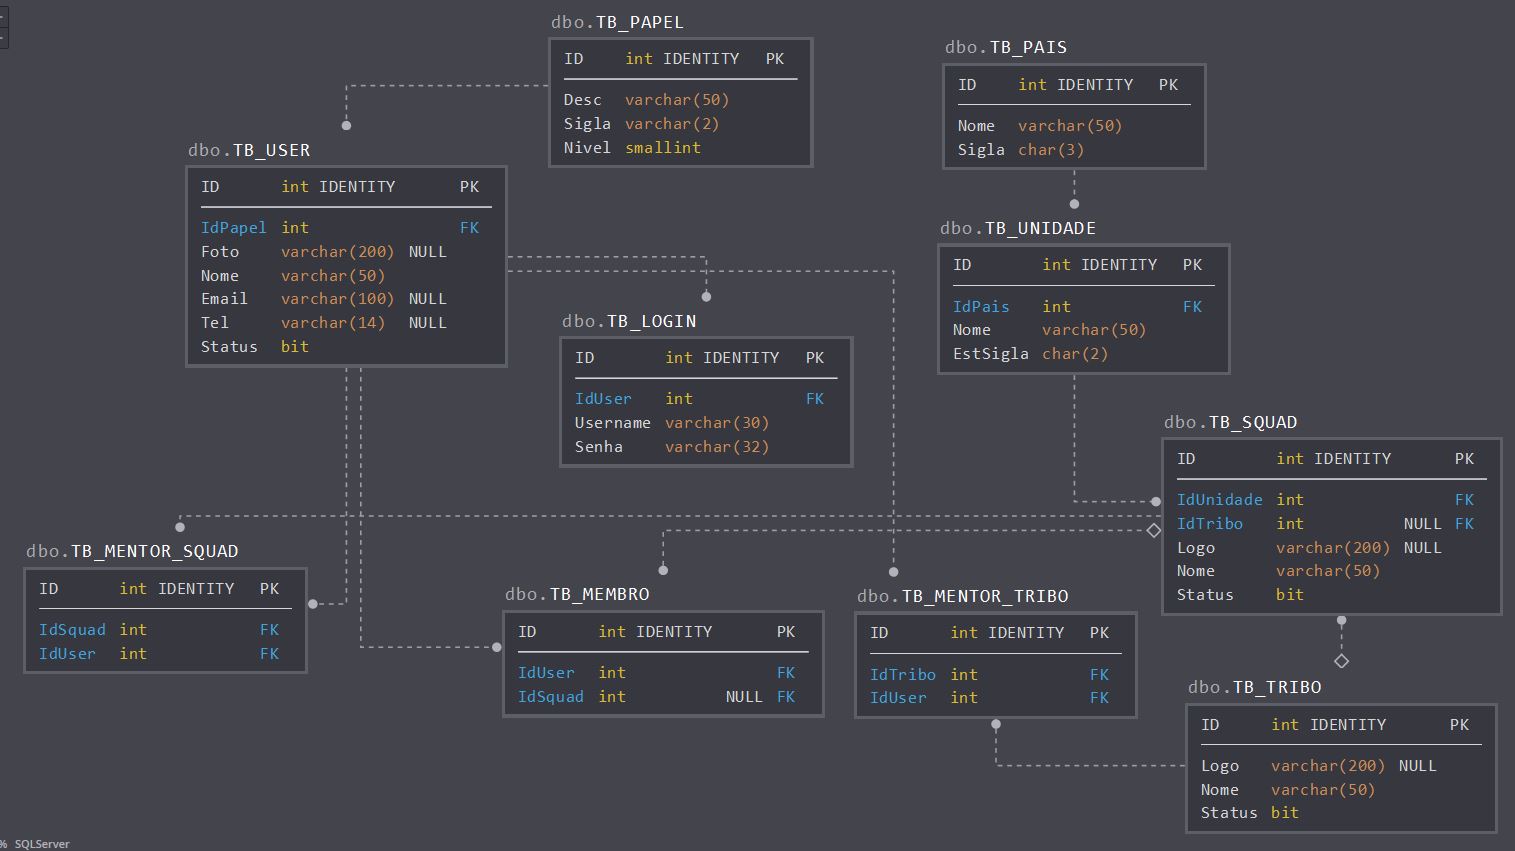 dbo.TB_PAPEL
ID int IDENTITY PK
Desc varchar(50)
Sigla varchar(2)
Nivel smallint
dbo.TB_PAIS
ID int IDENTITY PK
Nome varchar(50)
Sigla char(3)
dbo.TB_USER
ID int IDENTITY PK
IdPapel int FK
Foto varchar(200) NULL
Nome varchar(50)
Email varchar(100) NULL
Tel varchar(14) NULL
Status bit
dbo.TB_UNIDADE
ID int IDENTITY PK
IdPais int FK
Nome varchar(50)
EstSigla char(2)
dbo.TB_LOGIN
ID int IDENTITY PK
IdUser int FK
Username varchar(30)
Senha varchar(32)
dbo.TB_SQUAD
ID int IDENTITY PK
IdUnidade int FK
IdTribo int NULL FK
Logo varchar(200) NULL
Nome varchar(50)
Status bit
dbo.TB_MENTOR_SQUAD
ID int IDENTITY PK
IdSquad int FK
IdUser int FK
dbo.TB_MEMBRO
ID int IDENTITY PK
IdUser int FK
IdSquad int NULL FK
dbo.TB_MENTOR_TRIBO
ID int IDENTITY PK
IdTribo int FK
IdUser int FK
dbo.TB_TRIBO
ID int IDENTITY PK
Logo varchar(200) NULL
Nome varchar(50)
Status bit
% SQLServer